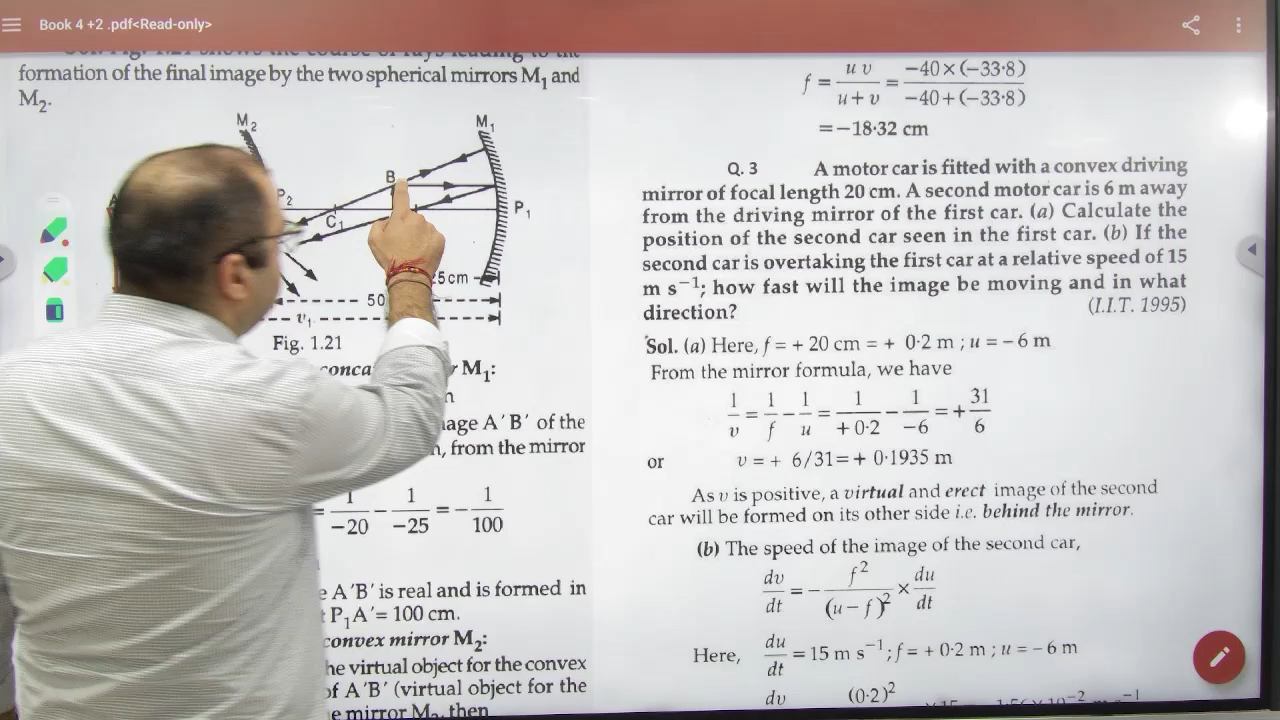 Book 4 +2 .pdf<Read-only>
formation of the final image by the two spherical mirrors M₁ and
M₂.
M₂
M₁
B
P₂
C₁
P₁
5cm
50
v₁
Fig. 1.21
M₁:
age A′B′ of the
, from the mirror
1/−20 − 1/−25 = − 1/100
A′B′ is real and is formed in
P₁A′= 100 cm.
convex mirror M₂:
he virtual object for the convex
of A′B′ (virtual object for the
mirror M₂, then
f = u v / u + v = −40×(−33·8) / −40+(−33·8)
=−18·32 cm
Q. 3 A motor car is fitted with a convex driving
mirror of focal length 20 cm. A second motor car is 6 m away
from the driving mirror of the first car. (a) Calculate the
position of the second car seen in the first car. (b) If the
second car is overtaking the first car at a relative speed of 15
m s⁻¹; how fast will the image be moving and in what
direction? (I.I.T. 1995)
Sol. (a) Here, f = + 20 cm = + 0·2 m ; u = − 6 m
From the mirror formula, we have
1/v = 1/f − 1/u = 1/+0·2 − 1/−6 = + 31/6
or v = + 6/31= + 0·1935 m
As v is positive, a virtual and erect image of the second
car will be formed on its other side i.e. behind the mirror.
(b) The speed of the image of the second car,
dv/dt = − f²/(u − f)² × du/dt
Here, du/dt = 15 m s⁻¹; f = + 0·2 m ; u = − 6 m
dv (0·2)²